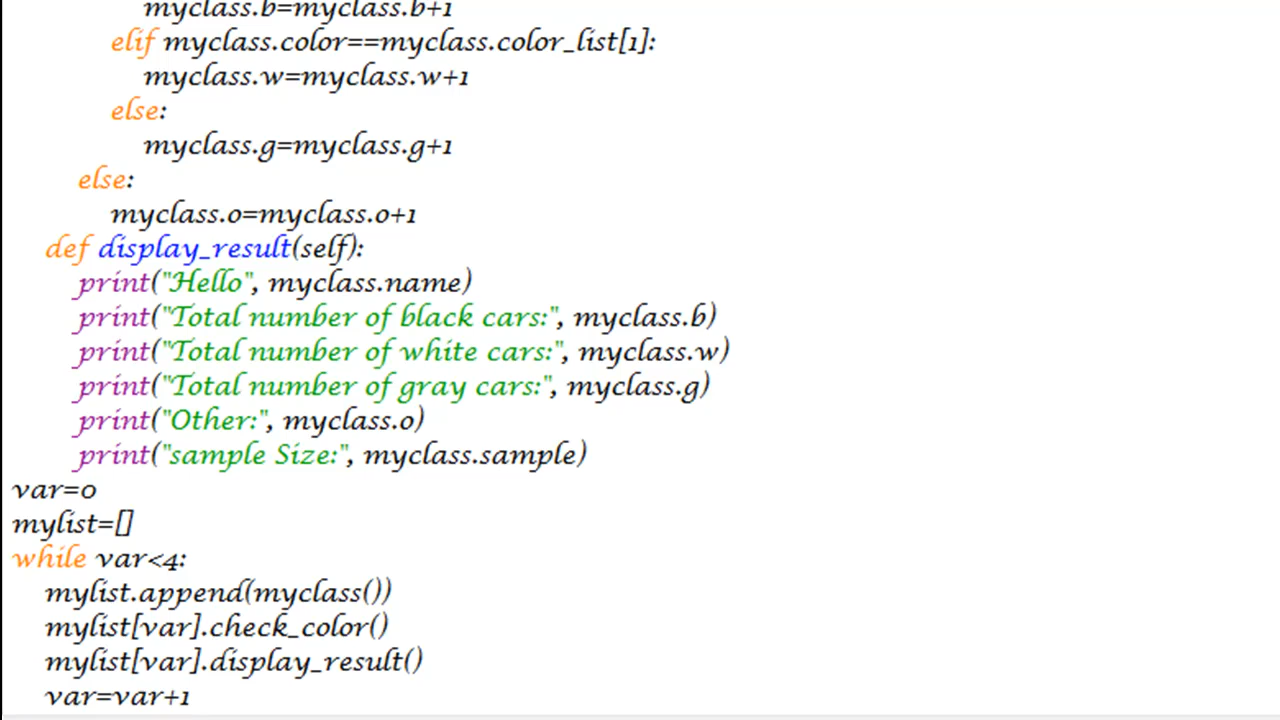 myclass.b=myclass.b+1
elif myclass.color==myclass.color_list[1]:
myclass.w=myclass.w+1
else:
myclass.g=myclass.g+1
else:
myclass.o=myclass.o+1
def display_result(self):
print("Hello", myclass.name)
print("Total number of black cars:", myclass.b)
print("Total number of white cars:", myclass.w)
print("Total number of gray cars:", myclass.g)
print("Other:", myclass.o)
print("sample Size:", myclass.sample)
var=0
mylist=[]
while var<4:
mylist.append(myclass())
mylist[var].check_color()
mylist[var].display_result()
var=var+1